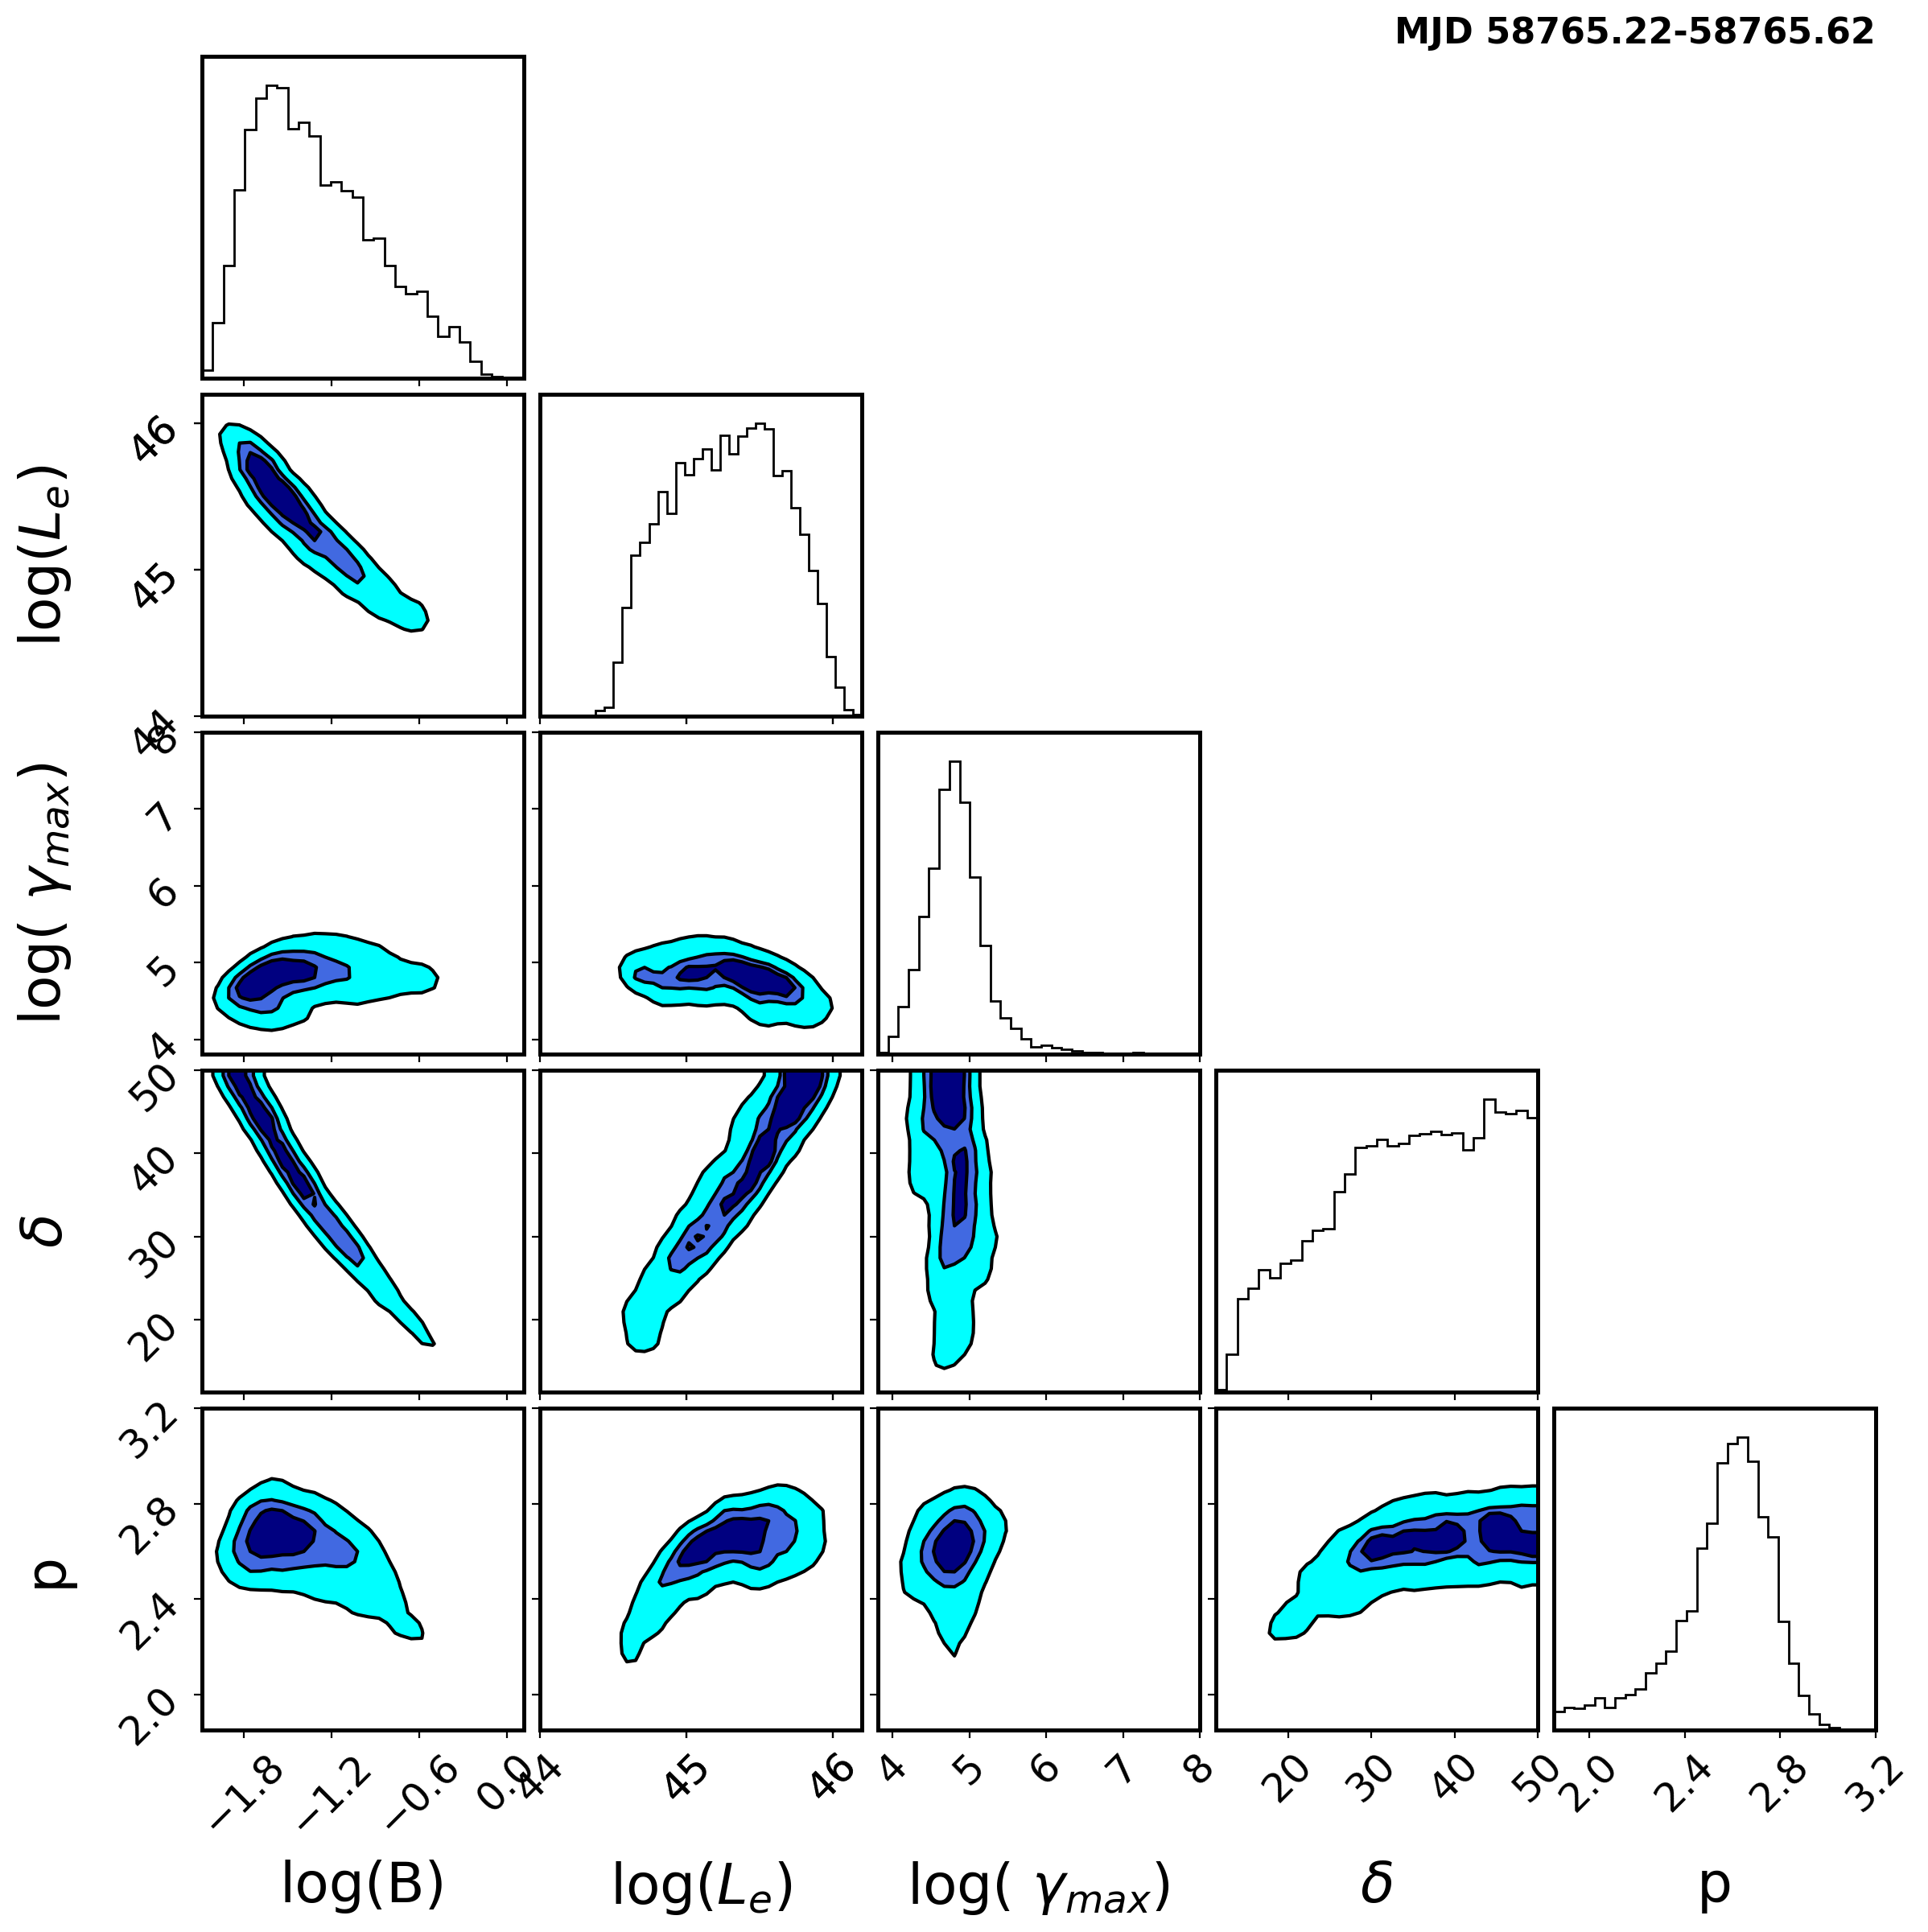 MJD 58765.22-58765.62
log(Lₑ)
46
45
44
log( γₘₐₓ)
8
7
6
5
4
δ
50
40
30
20
p
3.2
2.8
2.4
2.0
−1.8 −1.2 −0.6 0.0 44 45 46 4 5 6 7 8 20 30 40 50 2.0 2.4 2.8 3.2
log(B) log(Lₑ) log( γₘₐₓ) δ p